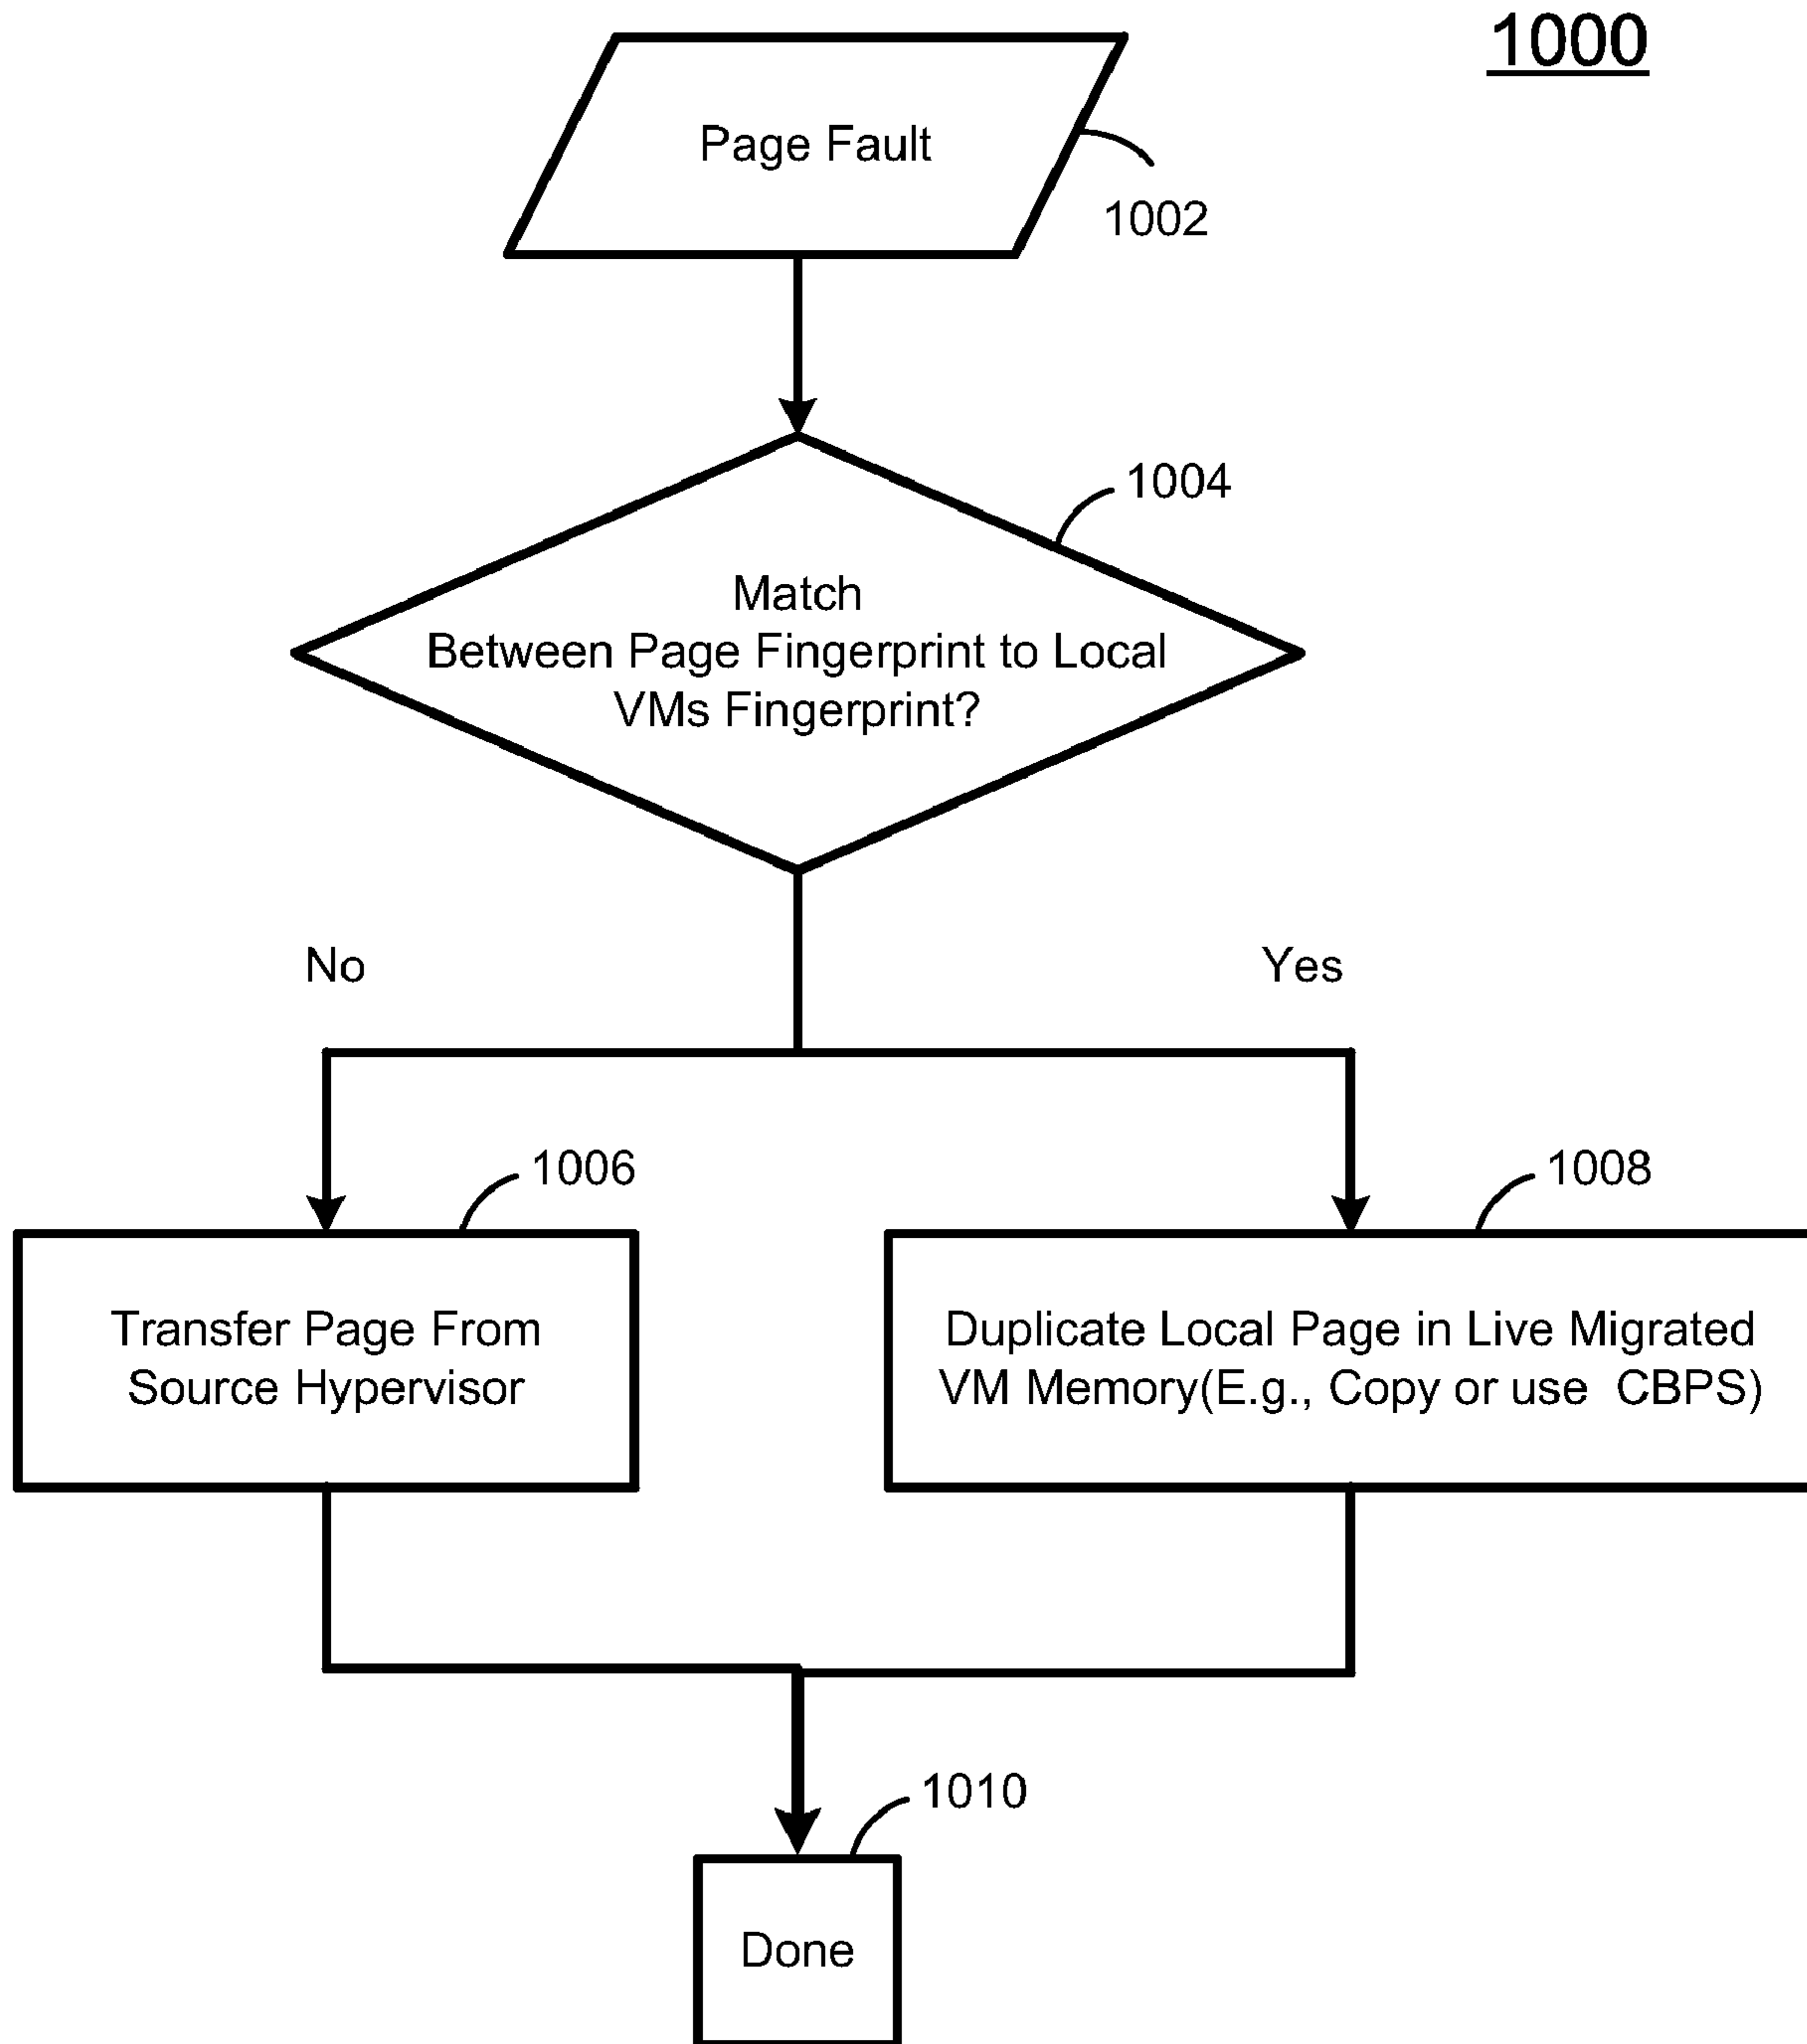 1000
Page Fault
1002
1004
Match
Between Page Fingerprint to Local
VMs Fingerprint?
No
Yes
1006
1008
Transfer Page From
Source Hypervisor
Duplicate Local Page in Live Migrated
VM Memory(E.g., Copy or use CBPS)
1010
Done